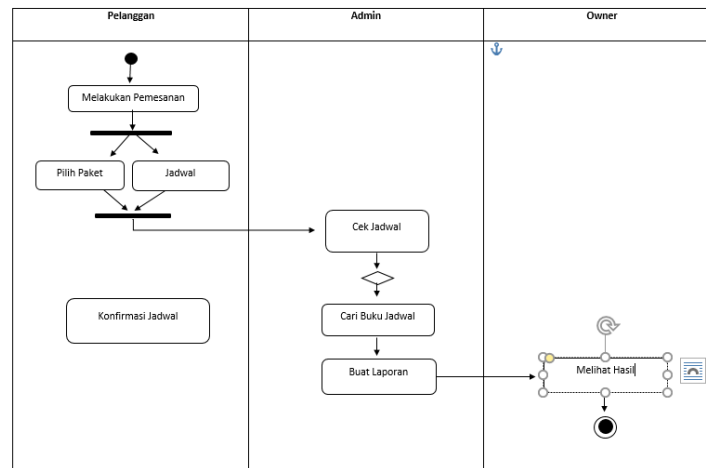 Pelanggan
Admin
Owner
Melakukan Pemesanan
Pilih Paket
Jadwal
Cek Jadwal
Konfirmasi Jadwal
Cari Buku Jadwal
Buat Laporan
Melihat Hasil